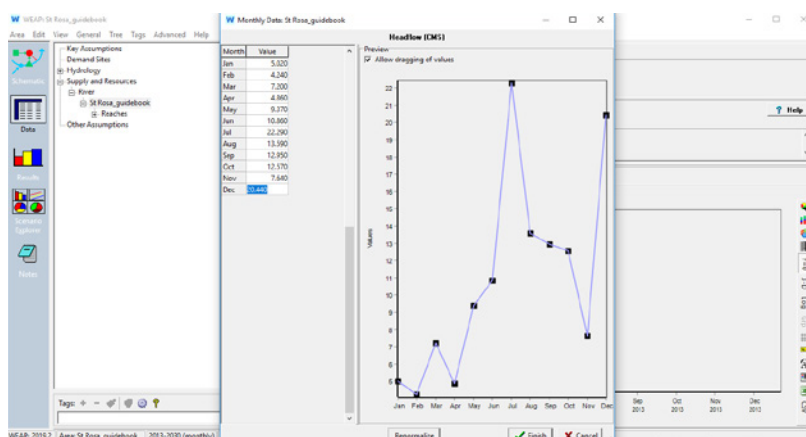 WEAP: St Rosa_guidebook
Area Edit View General Tree Tags Advanced Help
Schematic
Data
Results
Scenario Explorer
Notes
Key Assumptions
Demand Sites
Hydrology
Supply and Resources
River
St Rosa_guidebook
Reaches
Other Assumptions
Tags:
WEAP: 2019.2 Area: St Rosa_guidebook 2013-2030 (monthly)
Monthly Data: St Rosa_guidebook
Headflow (CMS)
Month Value
Jan 5.020
Feb 4.240
Mar 7.200
Apr 4.860
May 9.370
Jun 10.860
Jul 22.290
Aug 13.590
Sep 12.950
Oct 12.570
Nov 7.640
Dec 20.440
Preview
Allow dragging of values
Values
22
21
20
19
18
17
16
15
14
13
12
11
10
9
8
7
6
5
Jan Feb Mar Apr May Jun Jul Aug Sep Oct Nov Dec
Renormalize Finish Cancel
Help
Sep 2013 Oct 2013 Nov 2013 Dec 2013